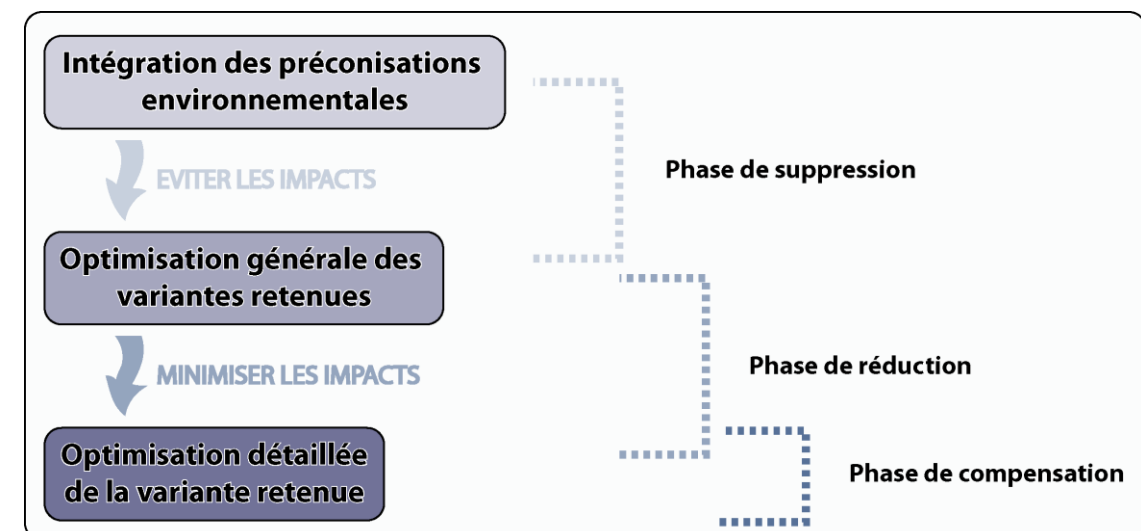 Intégration des préconisations
environnementales
EVITER LES IMPACTS
Phase de suppression
Optimisation générale des
variantes retenues
MINIMISER LES IMPACTS
Phase de réduction
Optimisation détaillée
de la variante retenue
Phase de compensation